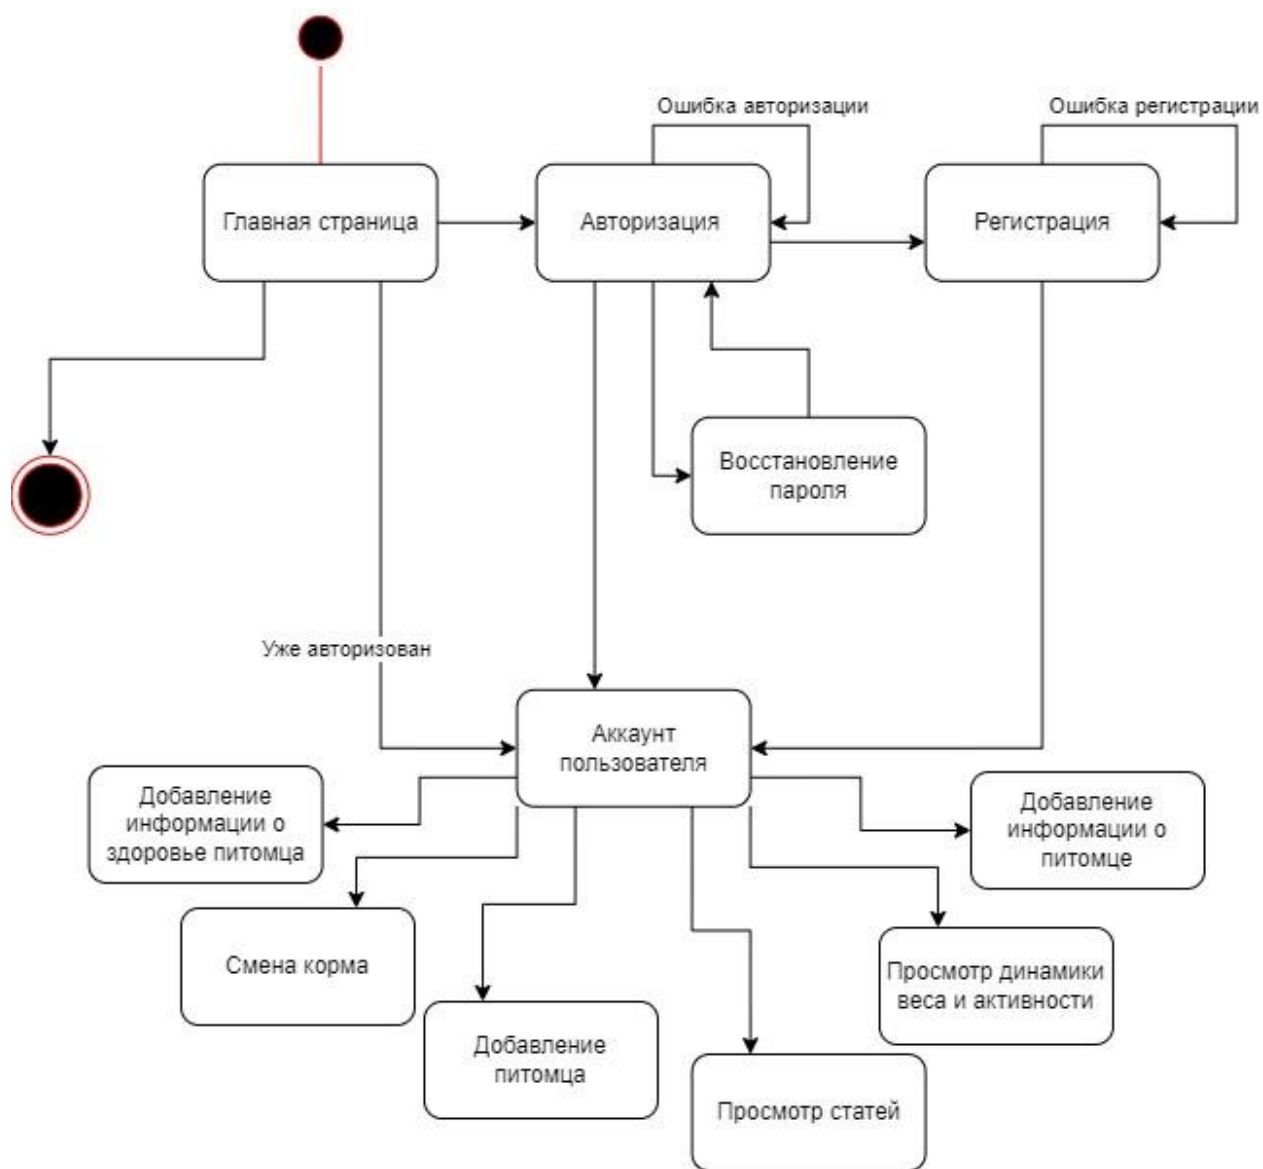 Ошибка авторизации
Ошибка регистрации
Главная страница
Авторизация
Регистрация
Восстановление
пароля
Уже авторизован
Аккаунт
пользователя
Добавление
информации о
здоровье питомца
Добавление
информации о
питомце
Смена корма
Просмотр динамики
веса и активности
Добавление
питомца
Просмотр статей